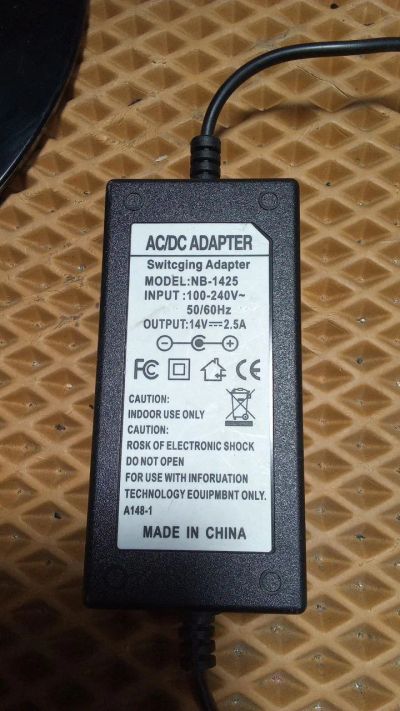 AC/DC ADAPTER
Switcging Adapter
MODEL:NB-1425
INPUT :100-240V~
50/60Hz
OUTPUT:14V⎓2.5A
FC CE
CAUTION:
INDOOR USE ONLY
CAUTION:
ROSK OF ELECTRONIC SHOCK
DO NOT OPEN
FOR USE WITH INFORUATION
TECHNOLOGY EQUIPMBNT ONLY.
A148-1
MADE IN CHINA